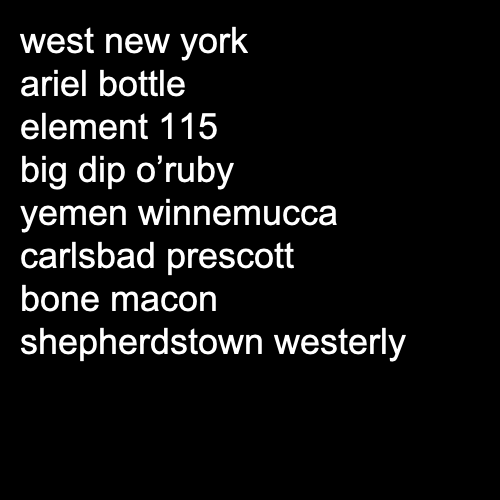 west new york
ariel bottle
element 115
big dip o’ruby
yemen winnemucca
carlsbad prescott
bone macon
shepherdstown westerly